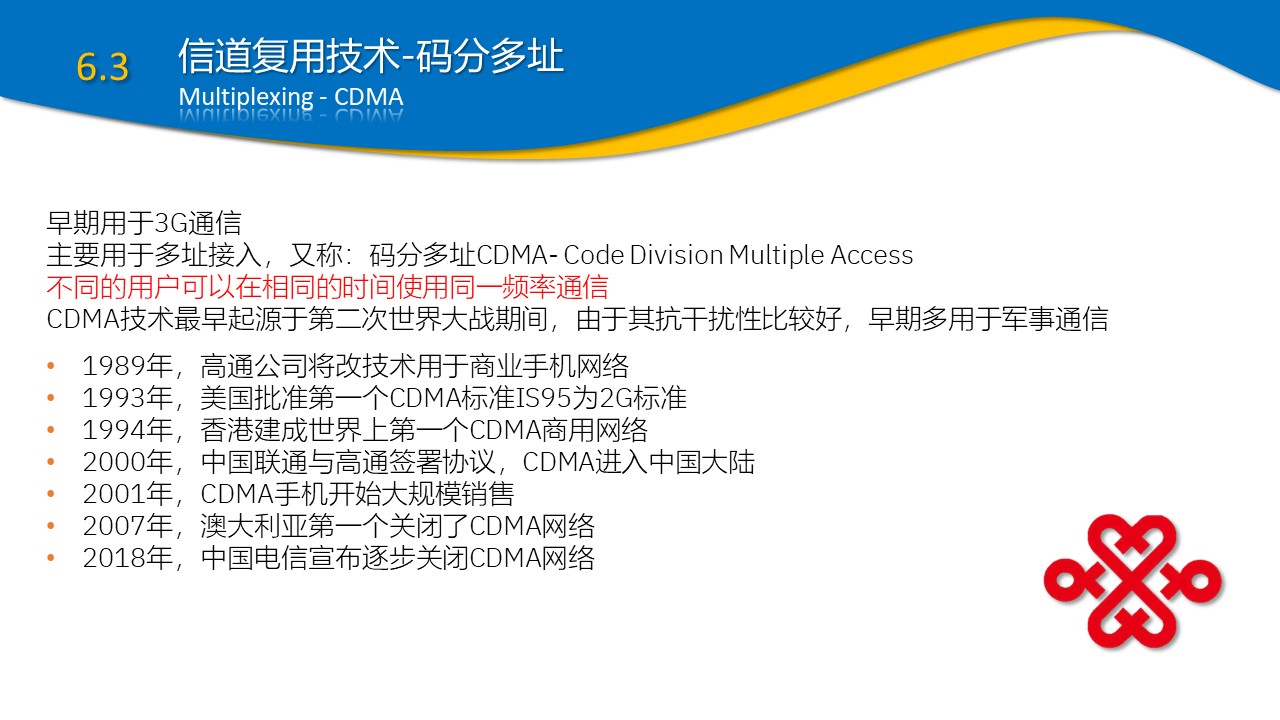 6.3
信道复用技术-码分多址
Multiplexing - CDMA
早期用于3G通信
主要用于多址接入，又称：码分多址CDMA- Code Division Multiple Access
不同的用户可以在相同的时间使用同一频率通信
CDMA技术最早起源于第二次世界大战期间，由于其抗干扰性比较好，早期多用于军事通信
• 1989年，高通公司将改技术用于商业手机网络
• 1993年，美国批准第一个CDMA标准IS95为2G标准
• 1994年，香港建成世界上第一个CDMA商用网络
• 2000年，中国联通与高通签署协议，CDMA进入中国大陆
• 2001年，CDMA手机开始大规模销售
• 2007年，澳大利亚第一个关闭了CDMA网络
• 2018年，中国电信宣布逐步关闭CDMA网络